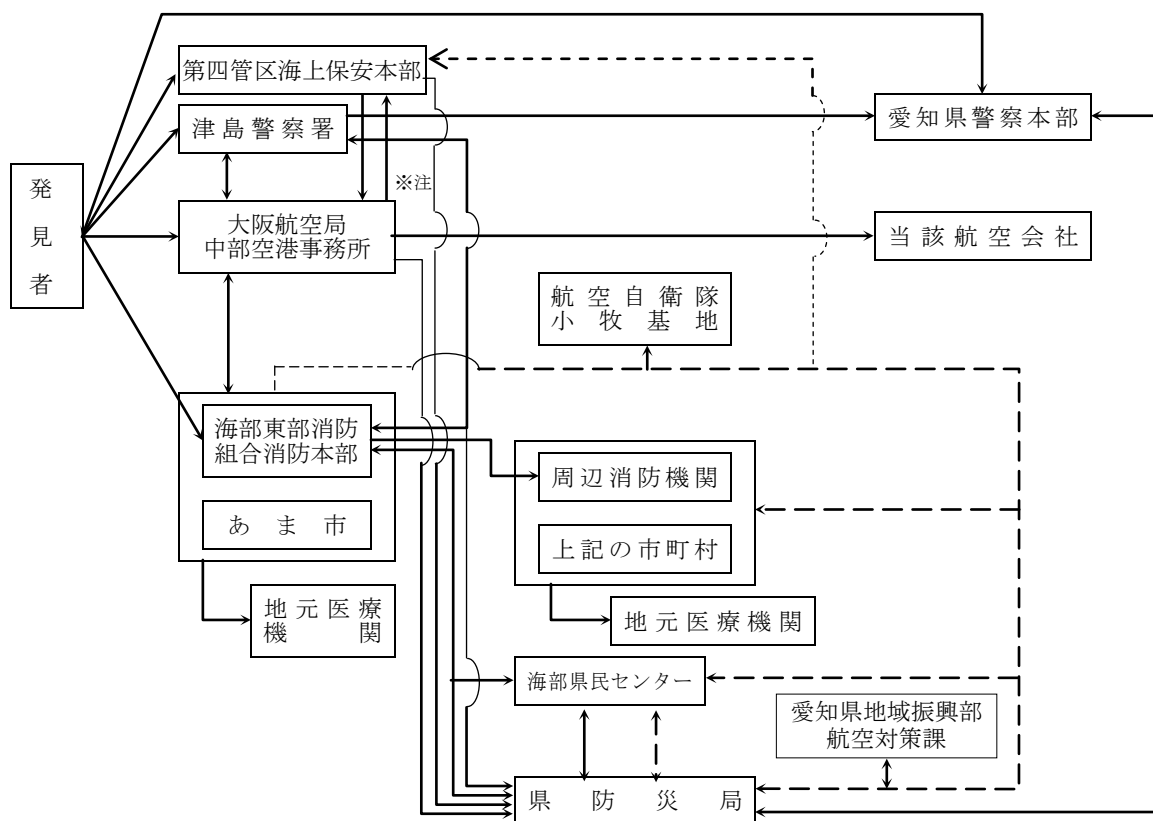 第四管区海上保安本部
津島警察署
愛知県警察本部
発
見
者
※注
大阪航空局
中部空港事務所
当該航空会社
航空自衛隊
小牧基地
海部東部消防
組合消防本部
周辺消防機関
あま市
上記の市町村
地元医療
機関
地元医療機関
海部県民センター
愛知県地域振興部
航空対策課
県防災局